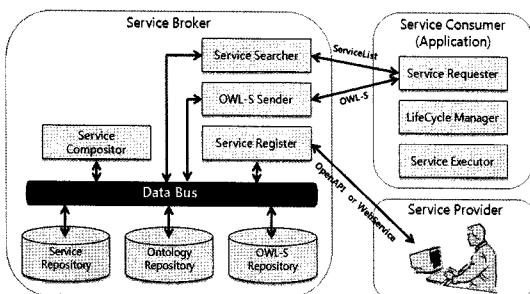 Service Broker
Service Searcher
OWL-S Sender
Service Register
Service
Compositor
Data Bus
Service
Repository
Ontology
Repository
OWL-S
Repository
ServiceList
OWL-S
OpenAPI or WebService
Service Consumer
(Application)
Service Requester
LifeCycle Manager
Service Executor
Service Provider